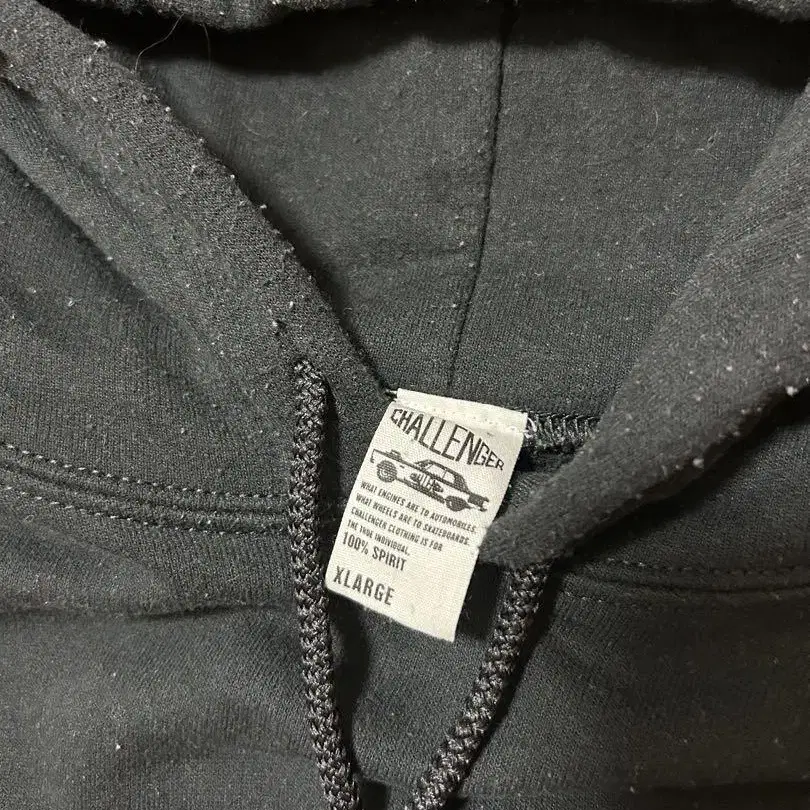 CHALLENGER
WHAT ENGINES ARE TO AUTOMOBILES.
WHAT WHEELS ARE TO SKATEBOARDS.
CHALLENGER CLOTHING IS FOR
THE TRUE INDIVIDUAL.
100% SPIRIT
XLARGE